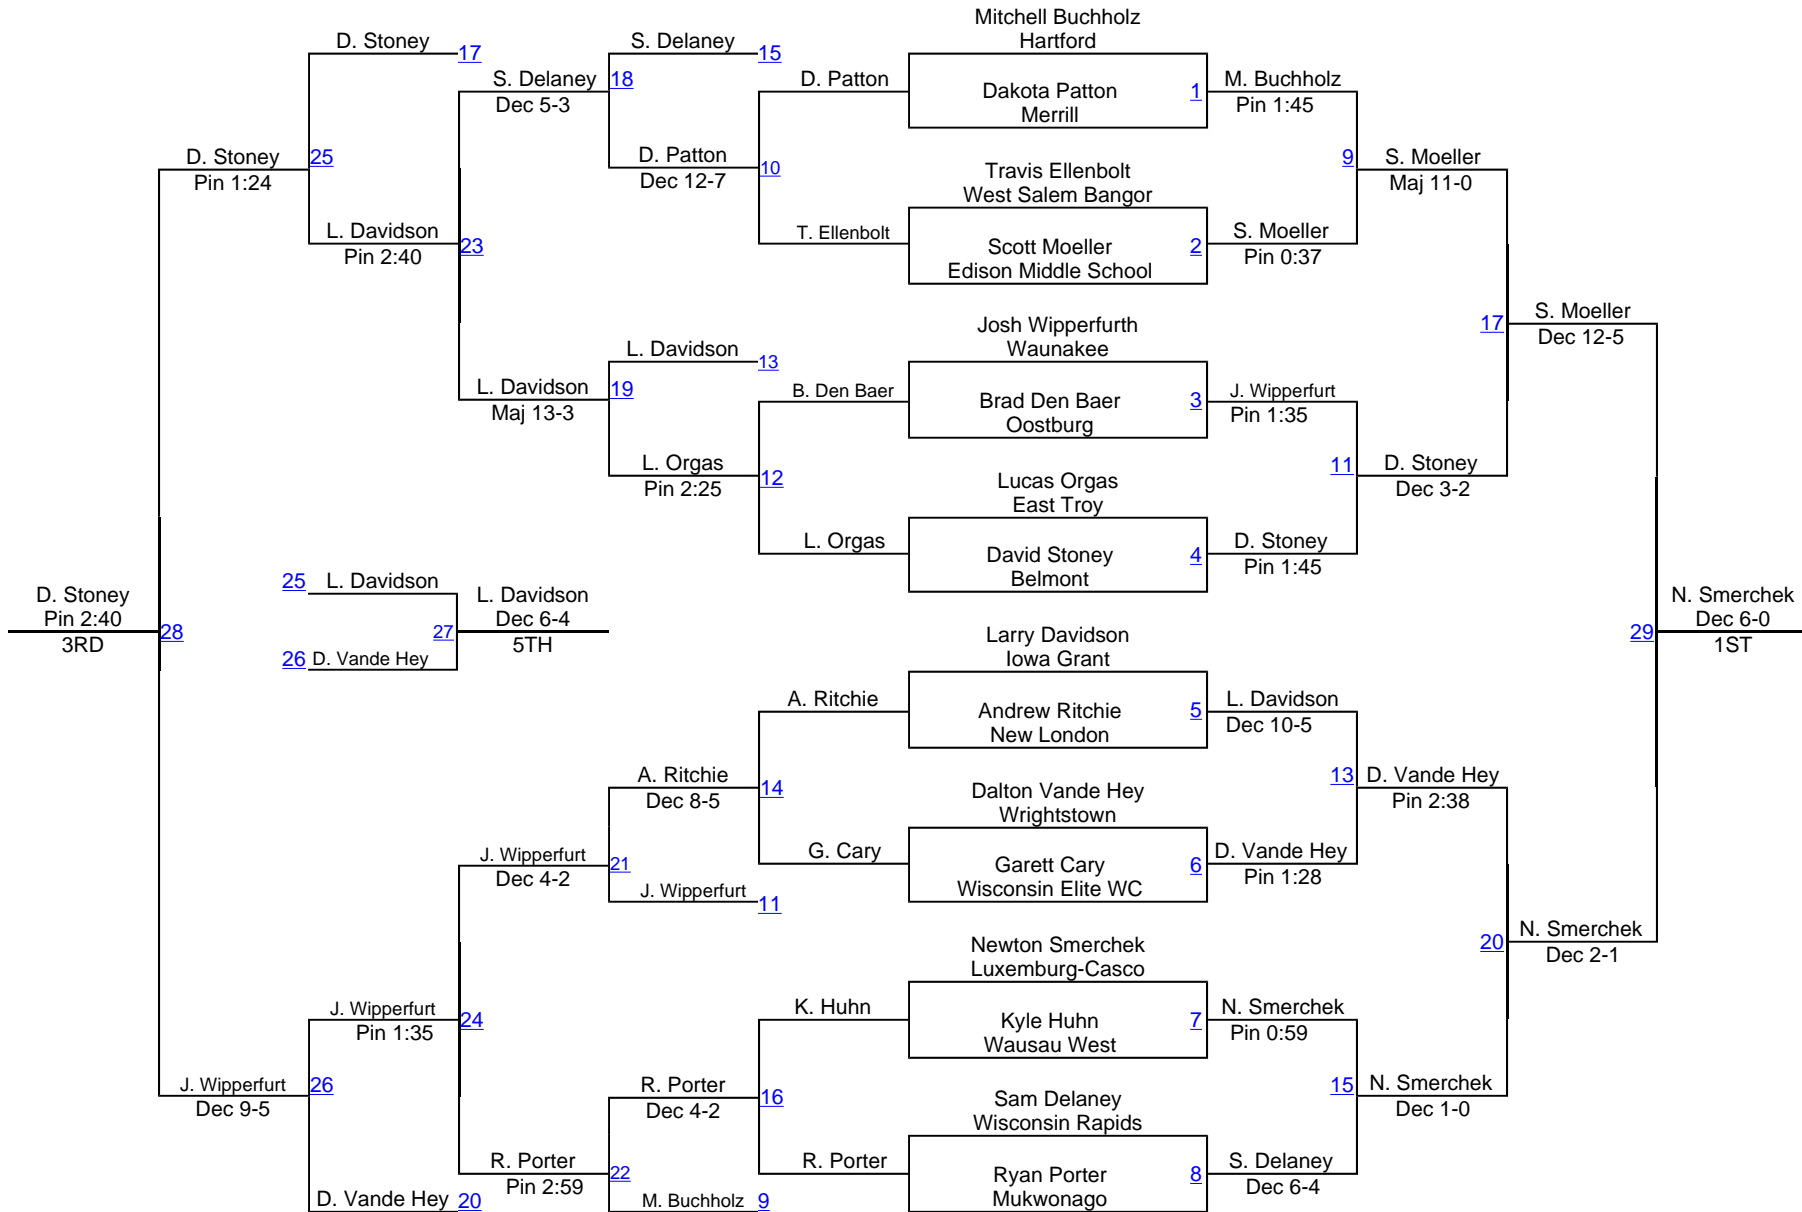 Mitchell Buchholz
Hartford
D. Stoney
17
S. Delaney
15
S. Delaney
18
Dec 5-3
D. Patton
Dakota Patton
Merrill
1
M. Buchholz
Pin 1:45
D. Stoney
25
Pin 1:24
D. Patton
10
Dec 12-7
Travis Ellenbolt
West Salem Bangor
9
S. Moeller
Maj 11-0
L. Davidson
23
Pin 2:40
T. Ellenbolt
Scott Moeller
Edison Middle School
2
S. Moeller
Pin 0:37
17
S. Moeller
Dec 12-5
Josh Wipperfurth
Waunakee
L. Davidson
13
L. Davidson
19
Maj 13-3
B. Den Baer
Brad Den Baer
Oostburg
3
J. Wipperfurt
Pin 1:35
L. Orgas
12
Pin 2:25
Lucas Orgas
East Troy
11
D. Stoney
Dec 3-2
L. Orgas
David Stoney
Belmont
4
D. Stoney
Pin 1:45
D. Stoney
Pin 2:40
3RD
28
25
L. Davidson
26
D. Vande Hey
27
L. Davidson
Dec 6-4
5TH
29
N. Smerchek
Dec 6-0
1ST
Larry Davidson
Iowa Grant
A. Ritchie
Andrew Ritchie
New London
5
L. Davidson
Dec 10-5
A. Ritchie
14
Dec 8-5
Dalton Vande Hey
Wrightstown
13
D. Vande Hey
Pin 2:38
J. Wipperfurt
21
Dec 4-2
G. Cary
Garett Cary
Wisconsin Elite WC
6
D. Vande Hey
Pin 1:28
J. Wipperfurt
11
20
N. Smerchek
Dec 2-1
Newton Smerchek
Luxemburg-Casco
J. Wipperfurt
24
Pin 1:35
K. Huhn
Kyle Huhn
Wausau West
7
N. Smerchek
Pin 0:59
J. Wipperfurt
26
Dec 9-5
R. Porter
16
Dec 4-2
Sam Delaney
Wisconsin Rapids
15
N. Smerchek
Dec 1-0
R. Porter
22
Pin 2:59
R. Porter
Ryan Porter
Mukwonago
8
S. Delaney
Dec 6-4
D. Vande Hey
20
M. Buchholz
9